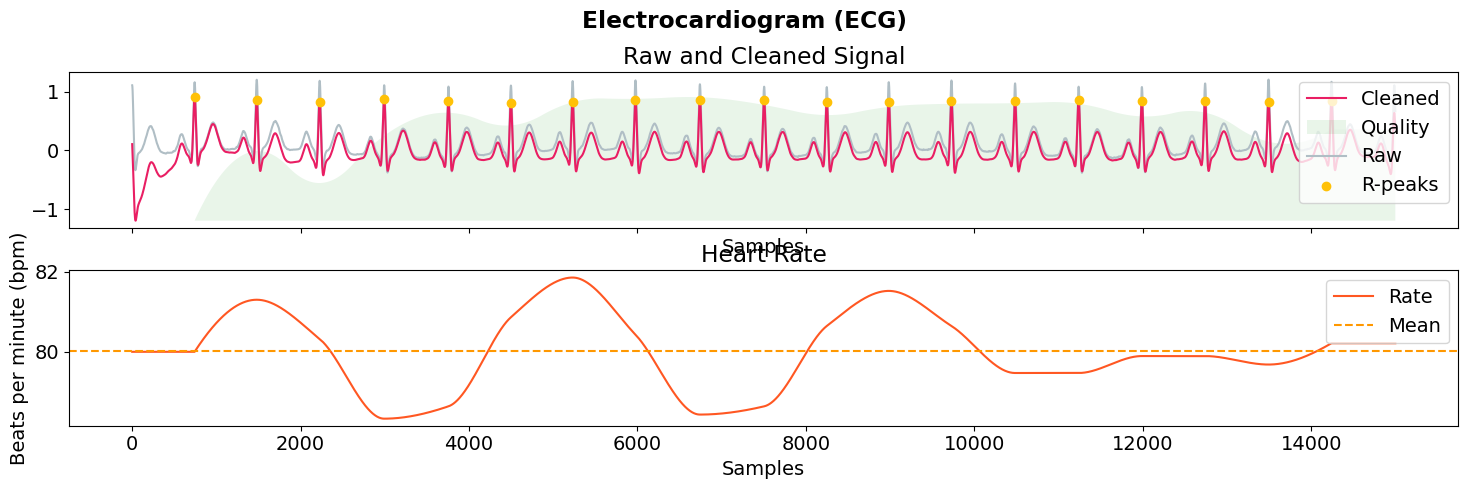 Electrocardiogram (ECG)
Raw and Cleaned Signal
1
0
−1
Cleaned
Quality
Raw
R-peaks
Samples
Heart Rate
Beats per minute (bpm)
82
80
Rate
Mean
0 2000 4000 6000 8000 10000 12000 14000
Samples